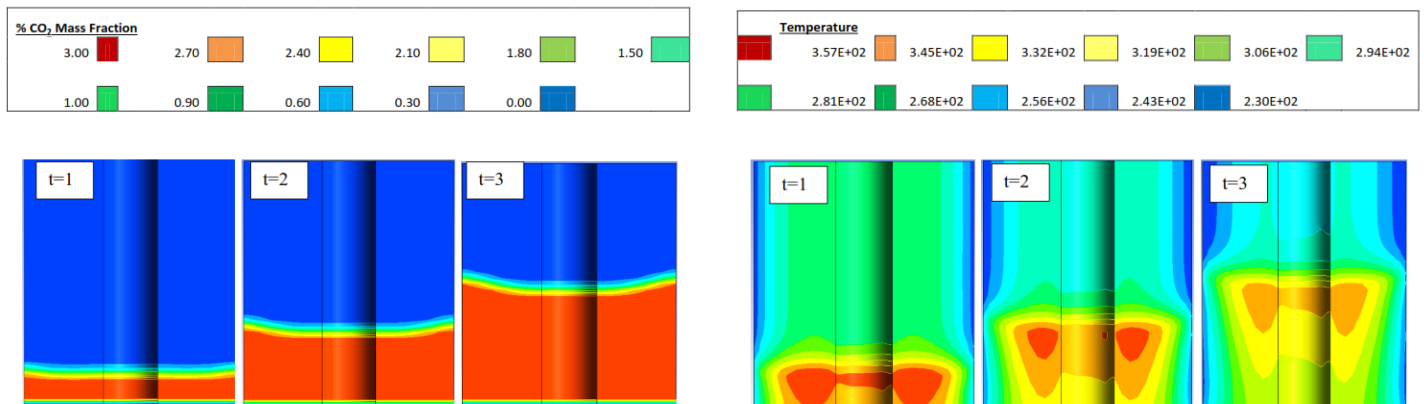 % CO₂ Mass Fraction
3.00 2.70 2.40 2.10 1.80 1.50
1.00 0.90 0.60 0.30 0.00
Temperature
3.57E+02 3.45E+02 3.32E+02 3.19E+02 3.06E+02 2.94E+02
2.81E+02 2.68E+02 2.56E+02 2.43E+02 2.30E+02
t=1
t=2
t=3
t=1
t=2
t=3